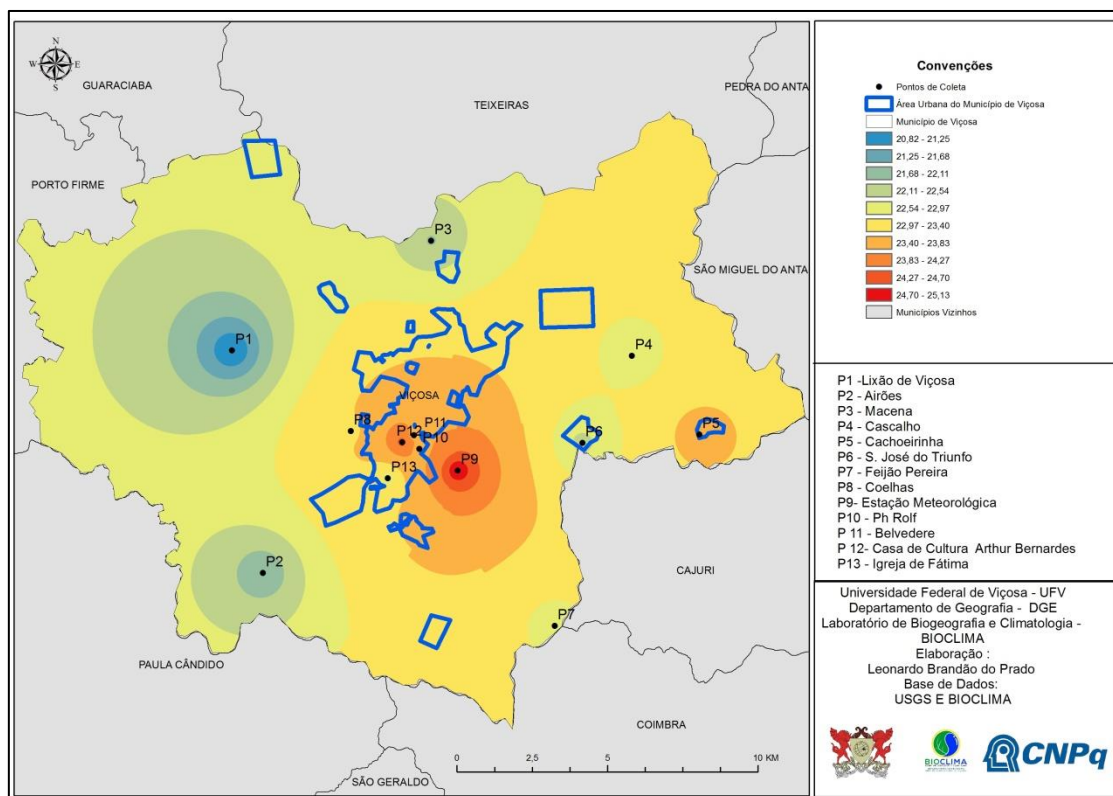 N
W E
S
GUARACIABA
TEIXEIRAS
PEDRA DO ANTA
PORTO FIRME
SÃO MIGUEL DO ANTA
P3
P1
P4
VIÇOSA
P8
P11
P12
P10
P6
P5
P9
P13
P2
P7
CAJURI
PAULA CÂNDIDO
COIMBRA
SÃO GERALDO
0 2,5 5 10 KM
Convenções
Pontos de Coleta
Área Urbana do Município de Viçosa
Município de Viçosa
20,82 - 21,25
21,25 - 21,68
21,68 - 22,11
22,11 - 22,54
22,54 - 22,97
22,97 - 23,40
23,40 - 23,83
23,83 - 24,27
24,27 - 24,70
24,70 - 25,13
Municípios Vizinhos
P1 -Lixão de Viçosa
P2 - Airões
P3 - Macena
P4 - Cascalho
P5 - Cachoeirinha
P6 - S. José do Triunfo
P7 - Feijão Pereira
P8 - Coelhas
P9- Estação Meteorológica
P10 - Ph Rolf
P 11 - Belvedere
P 12- Casa de Cultura Arthur Bernardes
P13 - Igreja de Fátima
Universidade Federal de Viçosa - UFV
Departamento de Geografia - DGE
Laboratório de Biogeografia e Climatologia -
BIOCLIMA
Elaboração :
Leonardo Brandão do Prado
Base de Dados:
USGS E BIOCLIMA
BIOCLIMA
CNPq